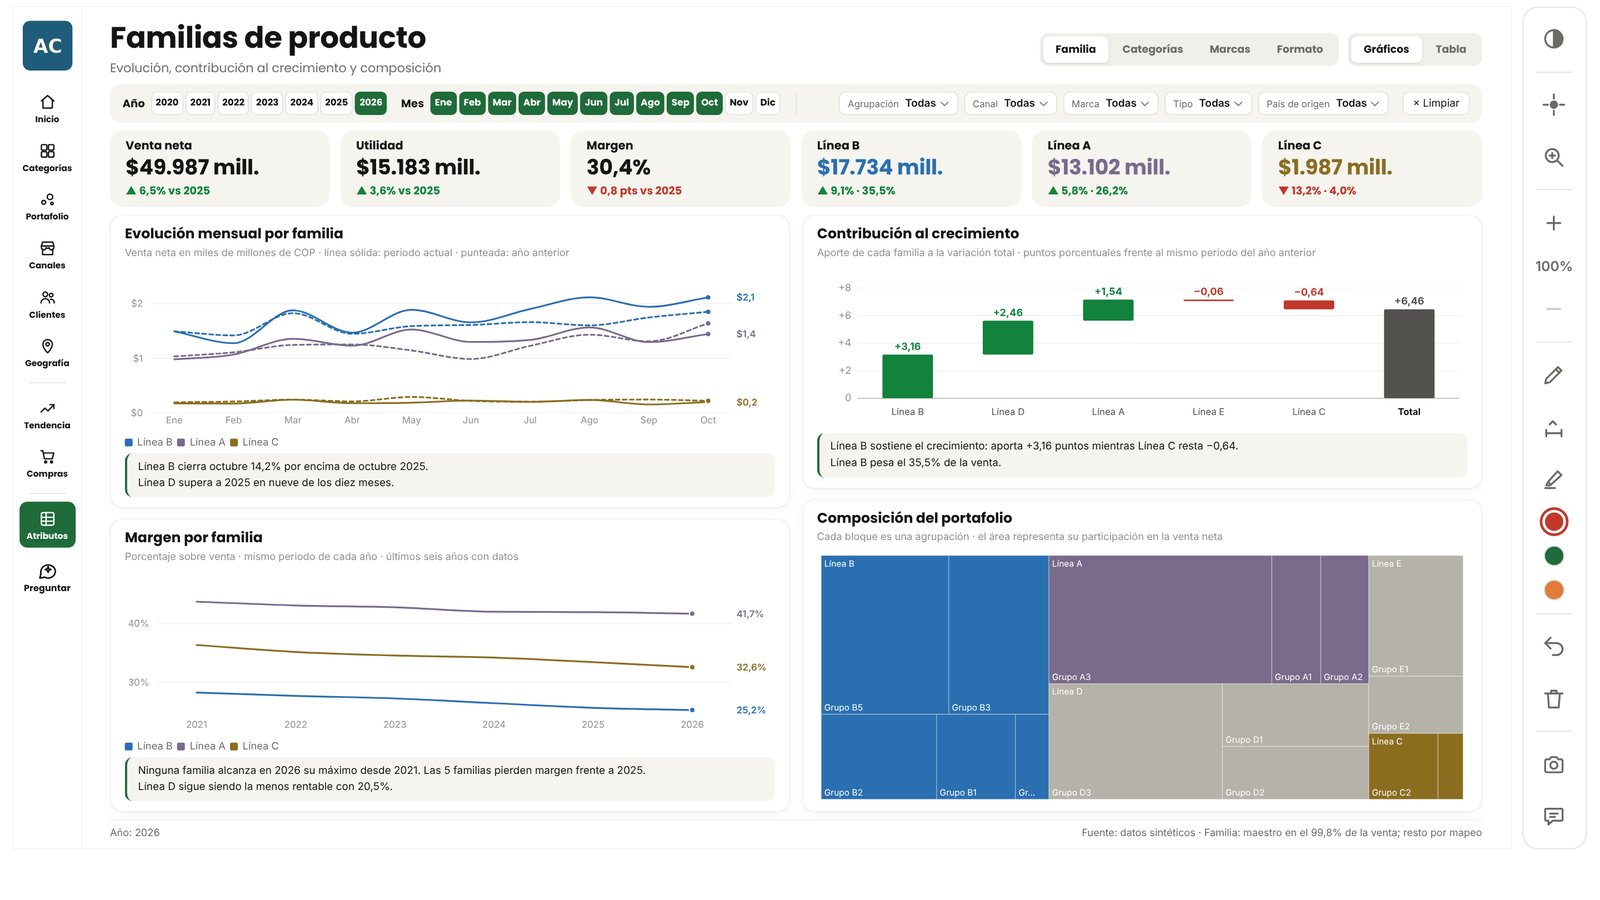 AC
Inicio
Categorías
Portafolio
Canales
Clientes
Geografía
Tendencia
Compras
Atributos
Preguntar
Familias de producto
Evolución, contribución al crecimiento y composición
Familia Categorías Marcas Formato Gráficos Tabla
Año 2020 2021 2022 2023 2024 2025 2026 Mes Ene Feb Mar Abr May Jun Jul Ago Sep Oct Nov Dic
Agrupación Todas Canal Todas Marca Todas Tipo Todas País de origen Todas × Limpiar
Venta neta
$49.987 mill.
▲ 6,5% vs 2025
Utilidad
$15.183 mill.
▲ 3,6% vs 2025
Margen
30,4%
▼ 0,8 pts vs 2025
Línea B
$17.734 mill.
▲ 9,1% · 35,5%
Línea A
$13.102 mill.
▲ 5,8% · 26,2%
Línea C
$1.987 mill.
▼ 13,2% · 4,0%
Evolución mensual por familia
Venta neta en miles de millones de COP · línea sólida: periodo actual · punteada: año anterior
$2
$1
$0
$2,1
$1,4
$0,2
Ene Feb Mar Abr May Jun Jul Ago Sep Oct
Línea B Línea A Línea C
Línea B cierra octubre 14,2% por encima de octubre 2025.
Línea D supera a 2025 en nueve de los diez meses.
Contribución al crecimiento
Aporte de cada familia a la variación total · puntos porcentuales frente al mismo periodo del año anterior
+8
+6
+4
+2
0
+3,16
+2,46
+1,54
−0,06
−0,64
+6,46
Línea B Línea D Línea A Línea E Línea C Total
Línea B sostiene el crecimiento: aporta +3,16 puntos mientras Línea C resta −0,64.
Línea B pesa el 35,5% de la venta.
Margen por familia
Porcentaje sobre venta · mismo periodo de cada año · últimos seis años con datos
40%
30%
41,7%
32,6%
25,2%
2021 2022 2023 2024 2025 2026
Línea B Línea A Línea C
Ninguna familia alcanza en 2026 su máximo desde 2021. Las 5 familias pierden margen frente a 2025.
Línea D sigue siendo la menos rentable con 20,5%.
Composición del portafolio
Cada bloque es una agrupación · el área representa su participación en la venta neta
Línea B
Grupo B5
Grupo B3
Grupo B2
Grupo B1
Gr...
Línea A
Grupo A3
Grupo A1
Grupo A2
Línea D
Grupo D3
Grupo D1
Grupo D2
Línea E
Grupo E1
Grupo E2
Línea C
Grupo C2
Año: 2026
Fuente: datos sintéticos · Familia: maestro en el 99,8% de la venta; resto por mapeo
100%